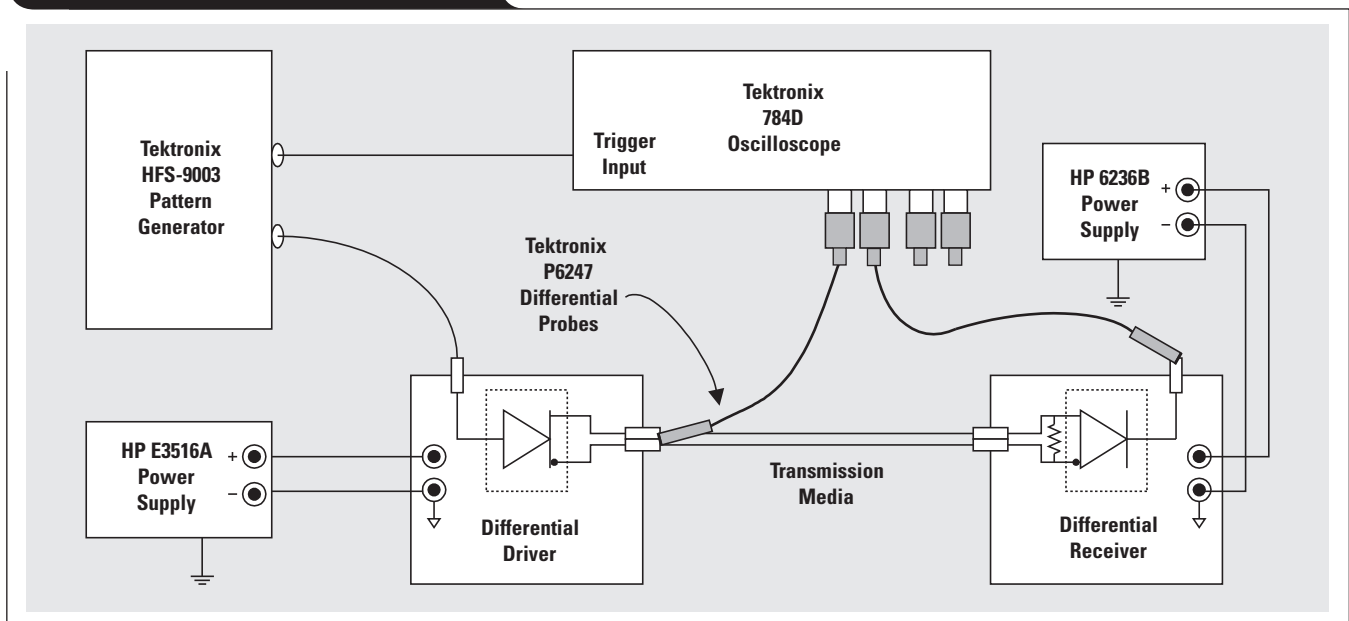 Tektronix
HFS-9003
Pattern
Generator
Trigger
Input
Tektronix
784D
Oscilloscope
HP 6236B
Power
Supply
+
−
Tektronix
P6247
Differential
Probes
HP E3516A
Power
Supply
+
−
Differential
Driver
Transmission
Media
Differential
Receiver